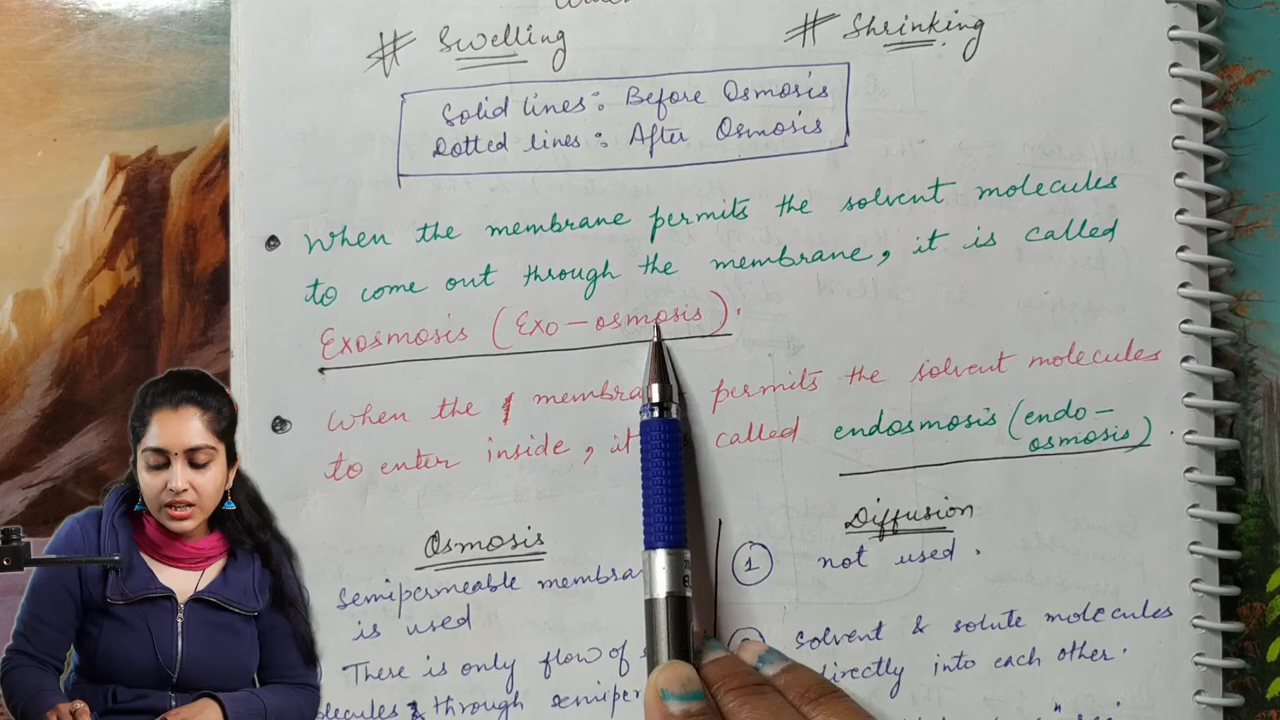 # Swelling
# Shrinking
Solid lines: Before Osmosis
Dotted lines: After Osmosis
• When the membrane permits the solvent molecules
to come out through the membrane, it is called
Exosmosis (Exo-osmosis).
• When the membra permits the solvent molecules
to enter inside, it called endosmosis (endo-
osmosis).
Osmosis
Semipermeable membra
is used
There is only flow of
through semiper
Diffusion
1 not used.
solvent & solute molecules
directly into each other.